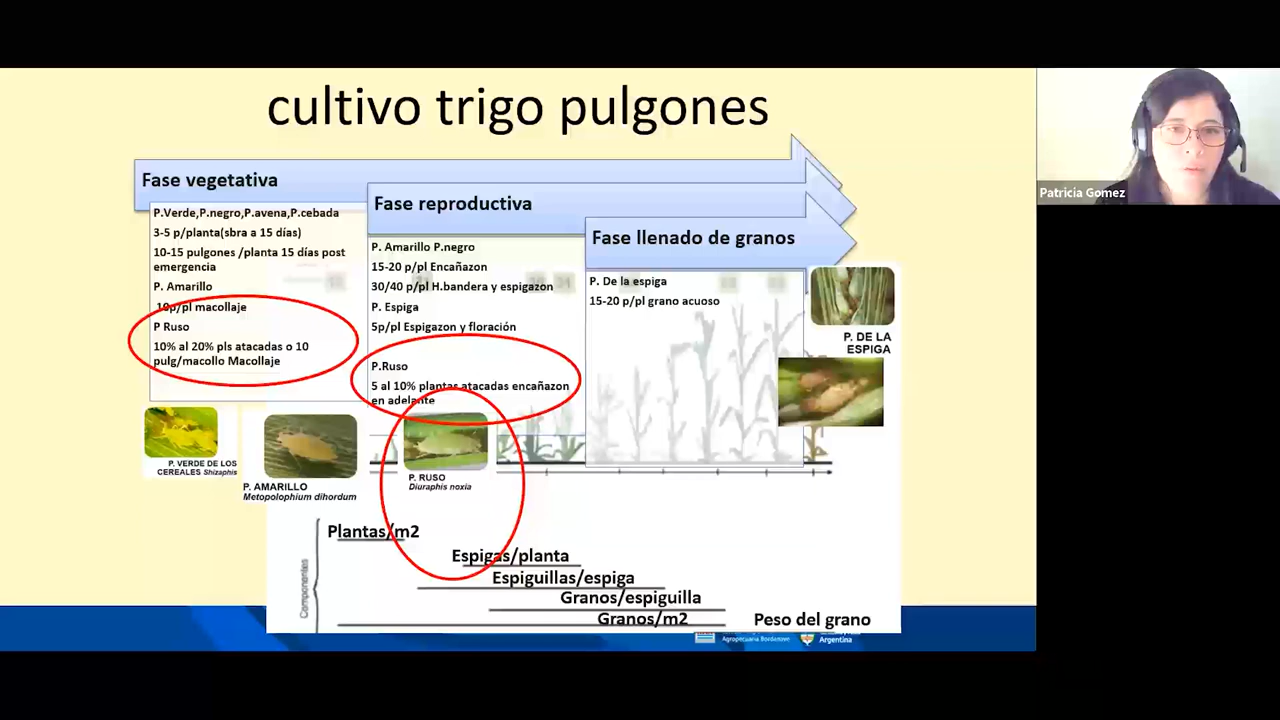 cultivo trigo pulgones
Patricia Gomez
Fase vegetativa
P.Verde,P.negro,P.avena,P.cebada
3-5 p/planta(sbra a 15 días)
10-15 pulgones /planta 15 días post
emergencia
P. Amarillo
10p/pl macollaje
P Ruso
10% al 20% pls atacadas o 10
pulg/macollo Macollaje
Fase reproductiva
P. Amarillo P.negro
15-20 p/pl Encañazon
30/40 p/pl H.bandera y espigazon
P. Espiga
5p/pl Espigazon y floración
P.Ruso
5 al 10% plantas atacadas encañazon
en adelante
Fase llenado de granos
P. De la espiga
15-20 p/pl grano acuoso
P. DE LA
ESPIGA
P. VERDE DE LOS
CEREALES Shizaphis
P. AMARILLO
Metopolophium dihordum
P. RUSO
Diuraphis noxia
Componentes
Plantas/m2
Espigas/planta
Espiguillas/espiga
Granos/espiguilla
Granos/m2
Peso del grano
Agropecuaria Bordenave
Argentina